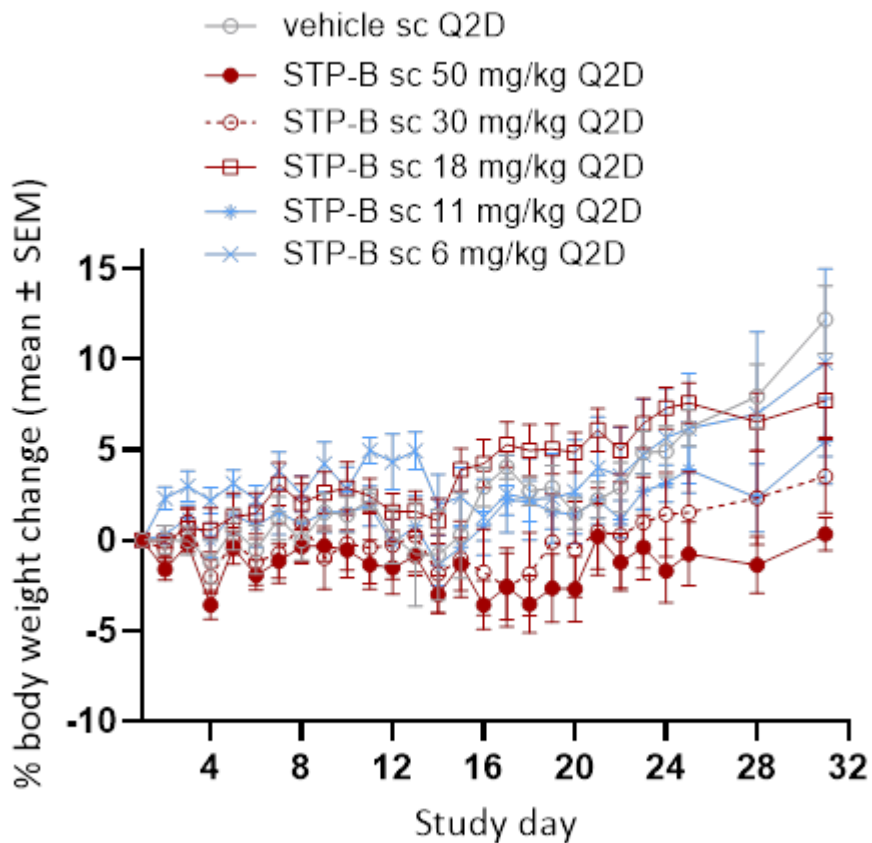 vehicle sc Q2D
STP-B sc 50 mg/kg Q2D
STP-B sc 30 mg/kg Q2D
STP-B sc 18 mg/kg Q2D
STP-B sc 11 mg/kg Q2D
STP-B sc 6 mg/kg Q2D
% body weight change (mean ± SEM)
15
10
5
0
-5
-10
4 8 12 16 20 24 28 32
Study day